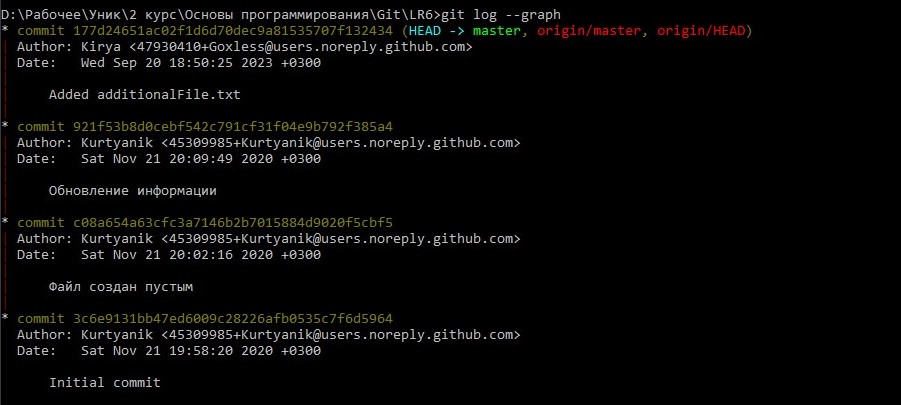 D:\Рабочее\Уник\2 курс\Основы программирования\Git\LR6>git log --graph
* commit 177d24651ac02f1d6d70dec9a81535707f132434 (HEAD -> master, origin/master, origin/HEAD)
| Author: Kirya <47930410+Goxless@users.noreply.github.com>
| Date:   Wed Sep 20 18:50:25 2023 +0300
|
|     Added additionalFile.txt
|
* commit 921f53b8d0cebf542c791cf31f04e9b792f385a4
| Author: Kurtyanik <45309985+Kurtyanik@users.noreply.github.com>
| Date:   Sat Nov 21 20:09:49 2020 +0300
|
|     Обновление информации
|
* commit c08a654a63cfc3a7146b2b7015884d9020f5cbf5
| Author: Kurtyanik <45309985+Kurtyanik@users.noreply.github.com>
| Date:   Sat Nov 21 20:02:16 2020 +0300
|
|     Файл создан пустым
|
* commit 3c6e9131bb47ed6009c28226afb0535c7f6d5964
  Author: Kurtyanik <45309985+Kurtyanik@users.noreply.github.com>
  Date:   Sat Nov 21 19:58:20 2020 +0300

      Initial commit